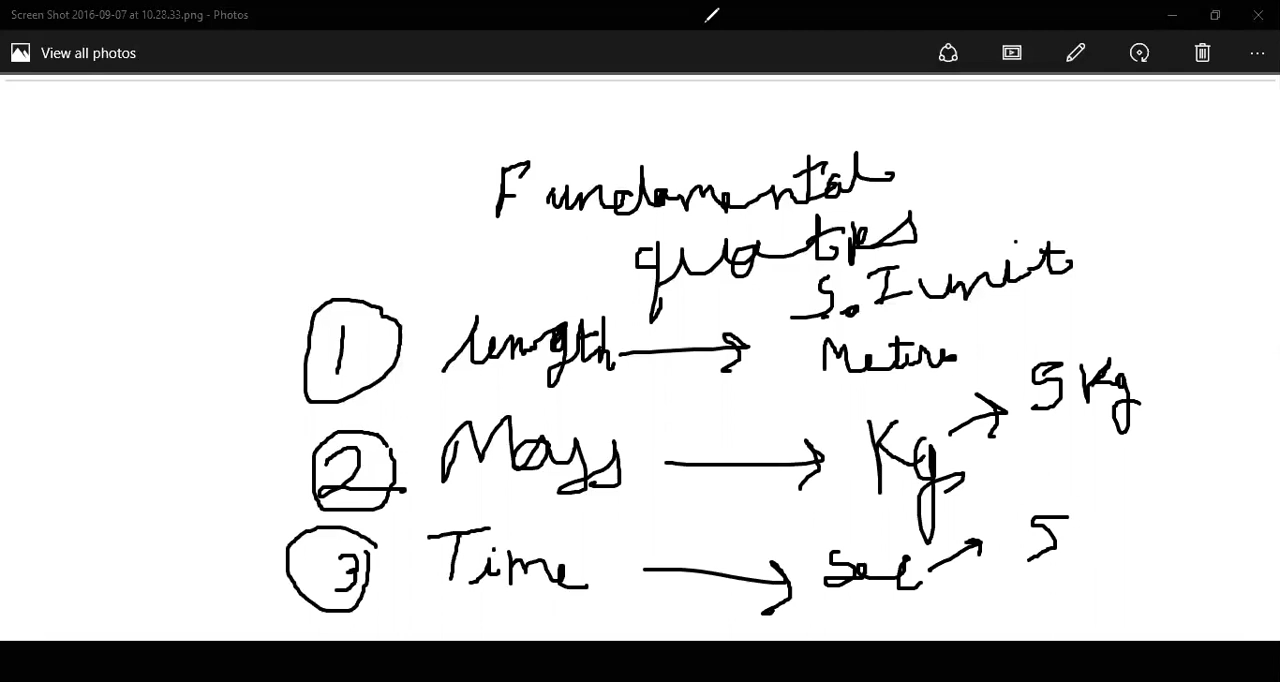 Screen Shot 2016-09-07 at 10.28.33.png - Photos
View all photos
Fundamental
S. I unit
1 length → Metre
2 Mass → Kg → 5 Kg
3 Time → Sec → 5